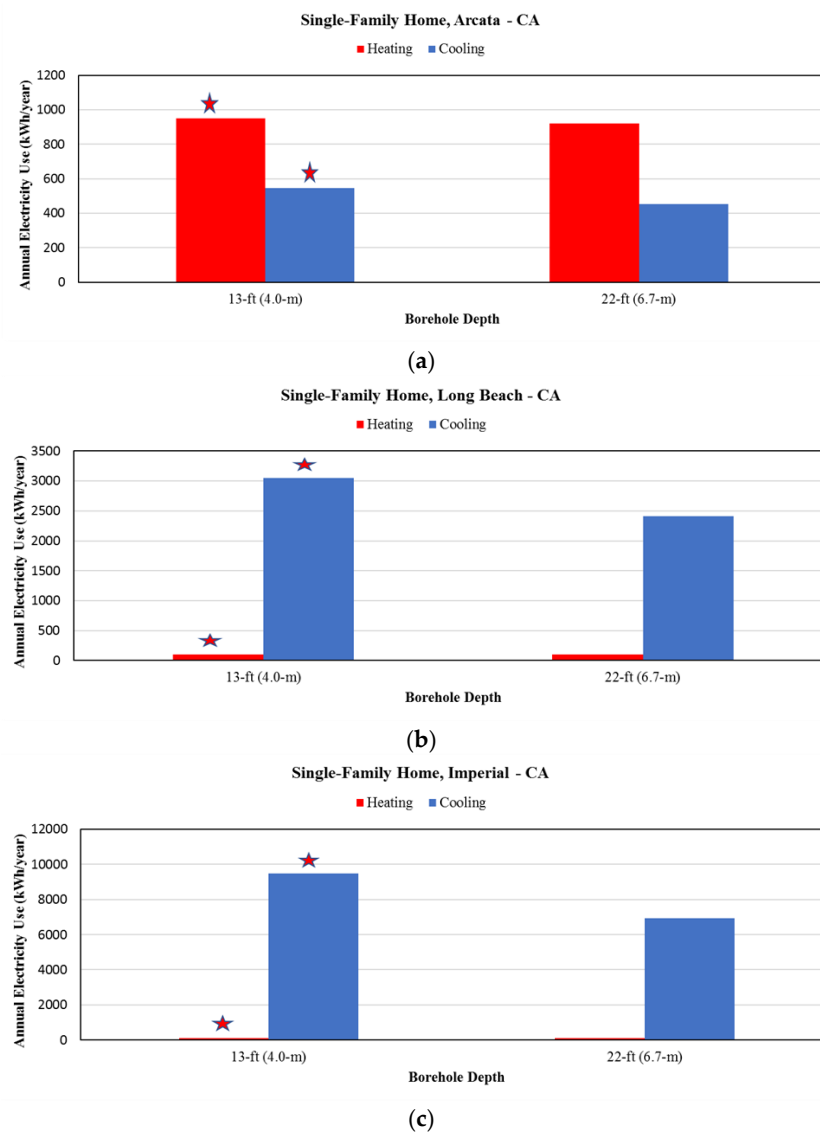 Single-Family Home, Arcata - CA
Heating Cooling
Annual Electricity Use (kWh/year)
1200
1000
800
600
400
200
0
13-ft (4.0-m) 22-ft (6.7-m)
Borehole Depth
(a)
Single-Family Home, Long Beach - CA
Heating Cooling
Annual Electricity Use (kWh/year)
3500
3000
2500
2000
1500
1000
500
0
13-ft (4.0-m) 22-ft (6.7-m)
Borehole Depth
(b)
Single-Family Home, Imperial - CA
Heating Cooling
Annual Electricity Use (kWh/year)
12000
10000
8000
6000
4000
2000
0
13-ft (4.0-m) 22-ft (6.7-m)
Borehole Depth
(c)